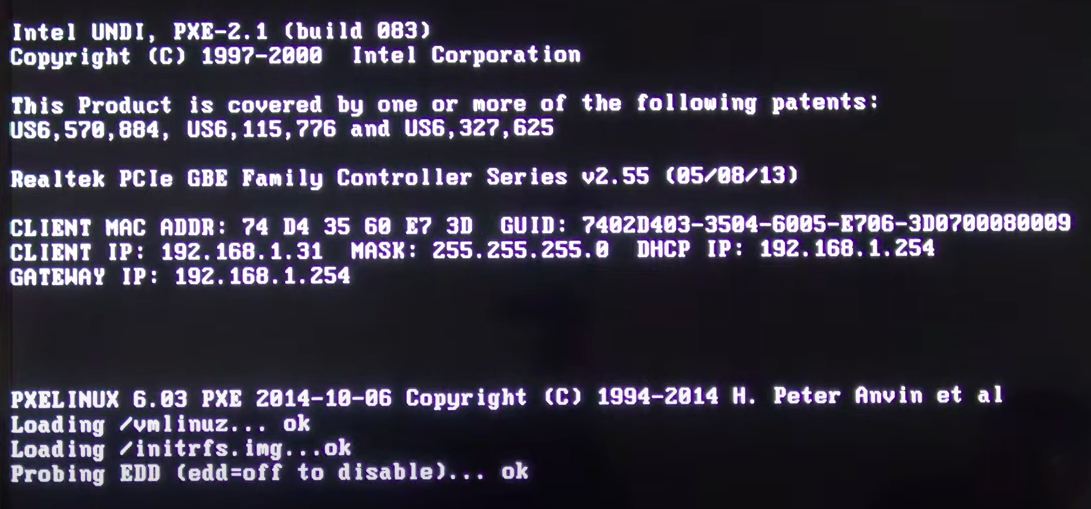 Intel UNDI, PXE-2.1 (build 083)
Copyright (C) 1997-2000  Intel Corporation
This Product is covered by one or more of the following patents:
US6,570,884, US6,115,776 and US6,327,625
Realtek PCIe GBE Family Controller Series v2.55 (05/08/13)
CLIENT MAC ADDR: 74 D4 35 60 E7 3D  GUID: 7402D403-3504-6005-E706-3D0700080009
CLIENT IP: 192.168.1.31  MASK: 255.255.255.0  DHCP IP: 192.168.1.254
GATEWAY IP: 192.168.1.254
PXELINUX 6.03 PXE 2014-10-06 Copyright (C) 1994-2014 H. Peter Anvin et al
Loading /vmlinuz... ok
Loading /initrfs.img...ok
Probing EDD (edd=off to disable)... ok